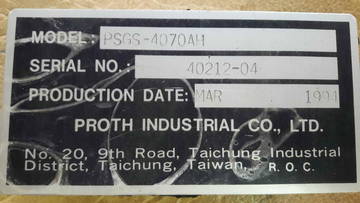 MODEL: PSGS-4070AH
SERIAL NO.: 40212-04
PRODUCTION DATE: MAR 1994
PROTH INDUSTRIAL CO., LTD.
No. 20, 9th Road, Taichung Industrial
District, Taichung, Taiwan, R.O.C.